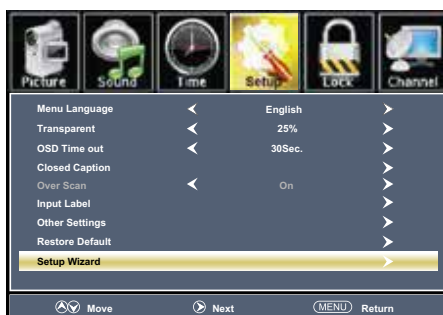 Picture Sound Time Setup Lock Channel
Menu Language English
Transparent 25%
OSD Time out 30Sec.
Closed Caption
Over Scan On
Input Label
Other Settings
Restore Default
Setup Wizard
Move Next MENU Return